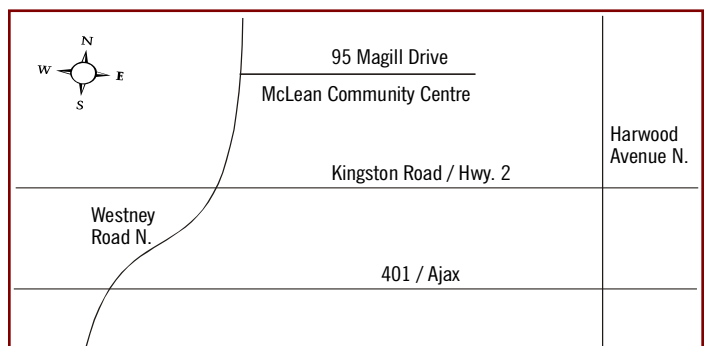 N
W E
S
95 Magill Drive
McLean Community Centre
Harwood
Avenue N.
Kingston Road / Hwy. 2
Westney
Road N.
401 / Ajax